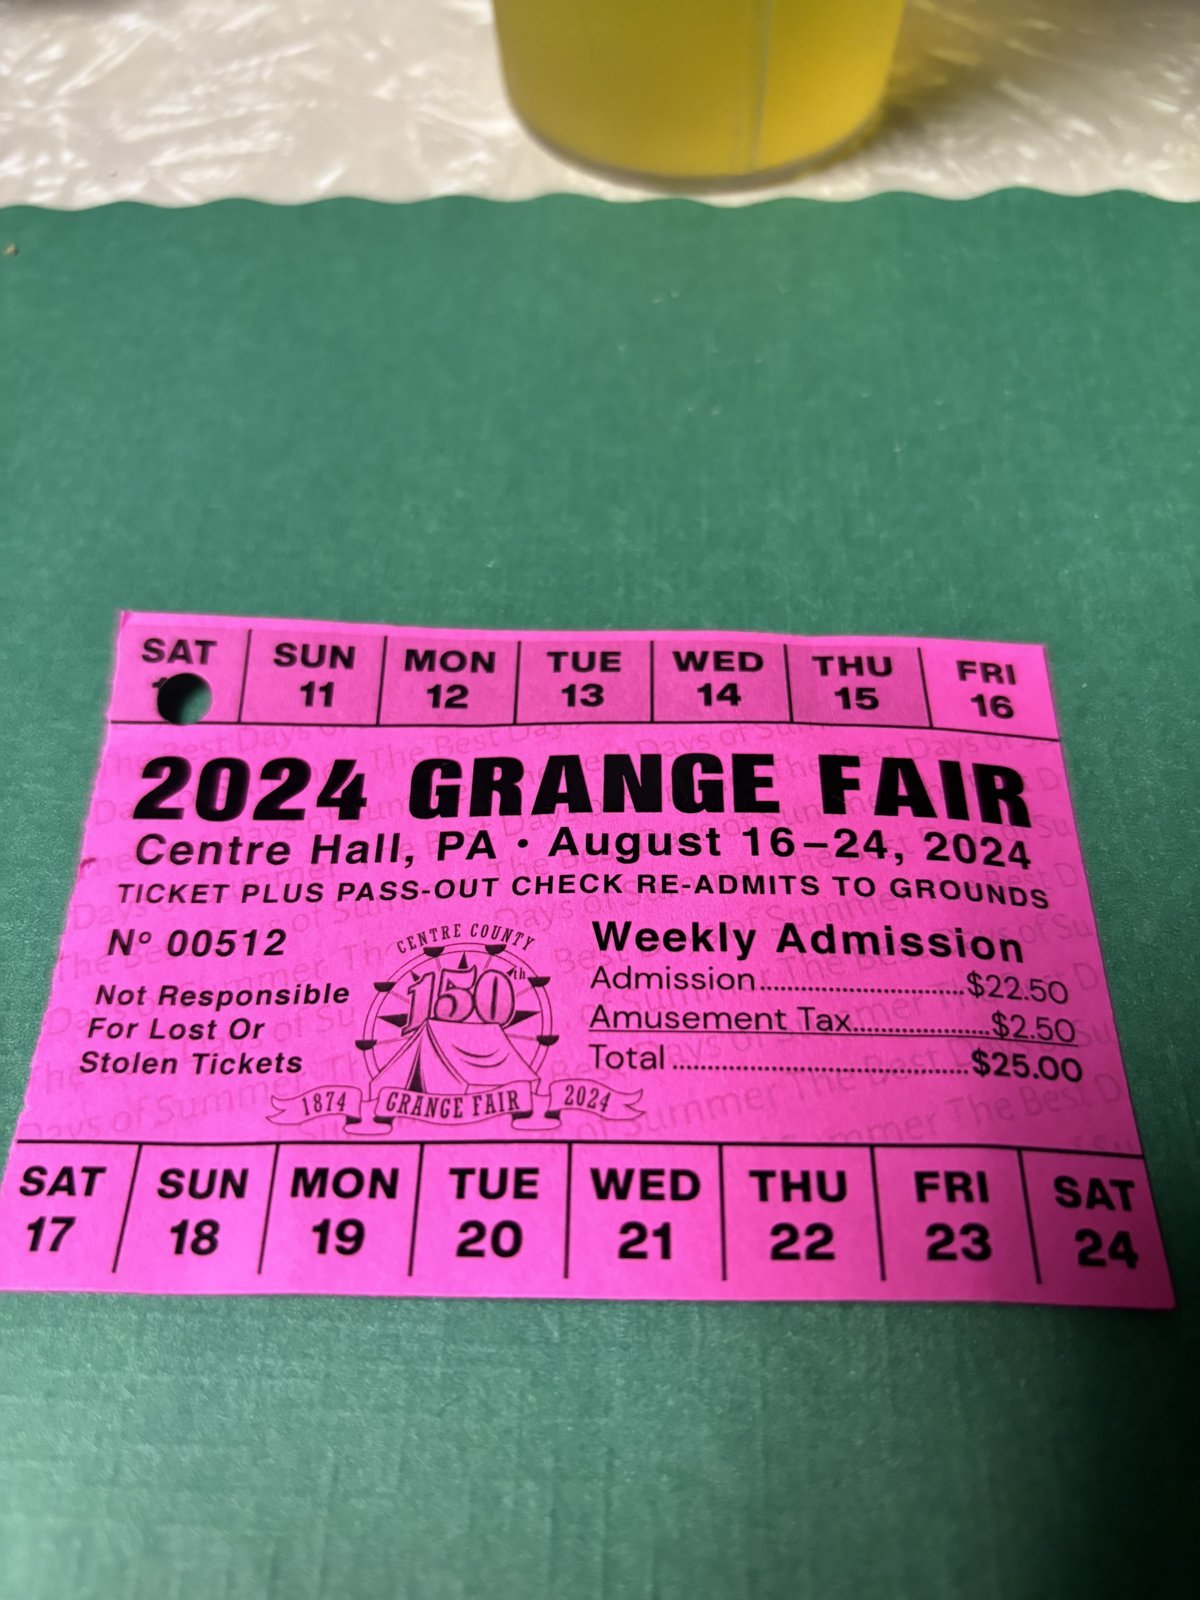 SAT SUN MON TUE WED THU FRI
11 12 13 14 15 16
2024 GRANGE FAIR
Centre Hall, PA • August 16–24, 2024
TICKET PLUS PASS-OUT CHECK RE-ADMITS TO GROUNDS
Nº 00512
Not Responsible
For Lost Or
Stolen Tickets
CENTRE COUNTY
150th
1874 GRANGE FAIR 2024
Weekly Admission
Admission..............................$22.50
Amusement Tax....................$2.50
Total ...........................................$25.00
SAT SUN MON TUE WED THU FRI SAT
17 18 19 20 21 22 23 24